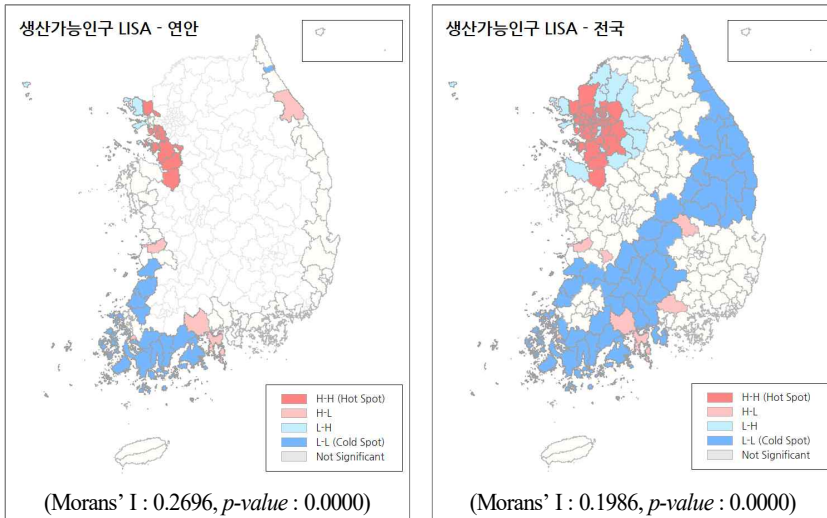 생산가능인구 LISA - 연안
H-H (Hot Spot)
H-L
L-H
L-L (Cold Spot)
Not Significant
(Morans' I : 0.2696, p-value : 0.0000)
생산가능인구 LISA - 전국
H-H (Hot Spot)
H-L
L-H
L-L (Cold Spot)
Not Significant
(Morans' I : 0.1986, p-value : 0.0000)